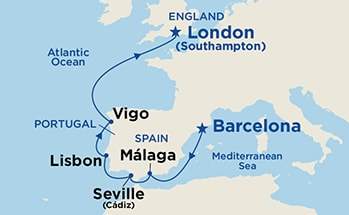 ENGLAND
London
(Southampton)
Atlantic
Ocean
Vigo
PORTUGAL
SPAIN
Barcelona
Lisbon
Málaga
Mediterranean
Sea
Seville
(Cádiz)